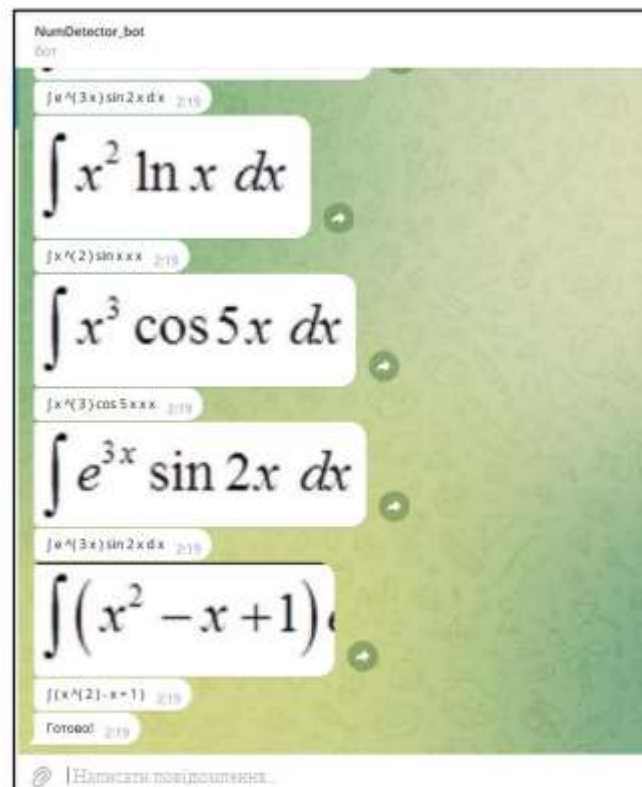 NumDetector_bot
бот
∫e^(3x)sin2xdx 2:19
∫ x² ln x dx
∫x^(2)sinxxx 2:19
∫ x³ cos 5x dx
∫x^(3)cos5xxx 2:19
∫ e³ˣ sin 2x dx
∫e^(3x)sin2xdx 2:19
∫(x² − x + 1)
∫(x^(2)-x+1) 2:19
Готово! 2:19
Написати повідомлення...